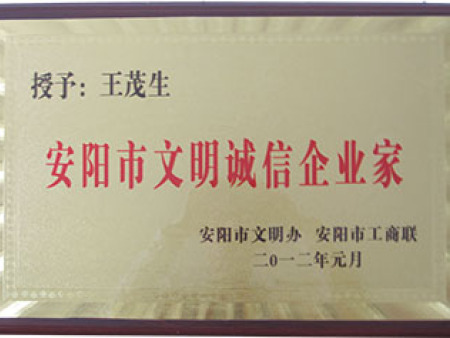 授予：王茂生
安阳市文明诚信企业家
安阳市文明办 安阳市工商联
二0一二年元月